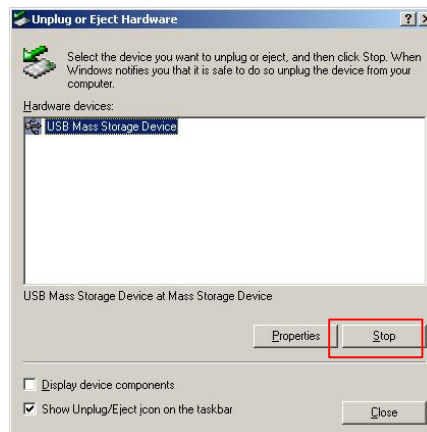 Unplug or Eject Hardware
Select the device you want to unplug or eject, and then click Stop. When
Windows notifies you that it is safe to do so unplug the device from your
computer.
Hardware devices:
USB Mass Storage Device
USB Mass Storage Device at Mass Storage Device
Properties
Stop
Display device components
Show Unplug/Eject icon on the taskbar
Close